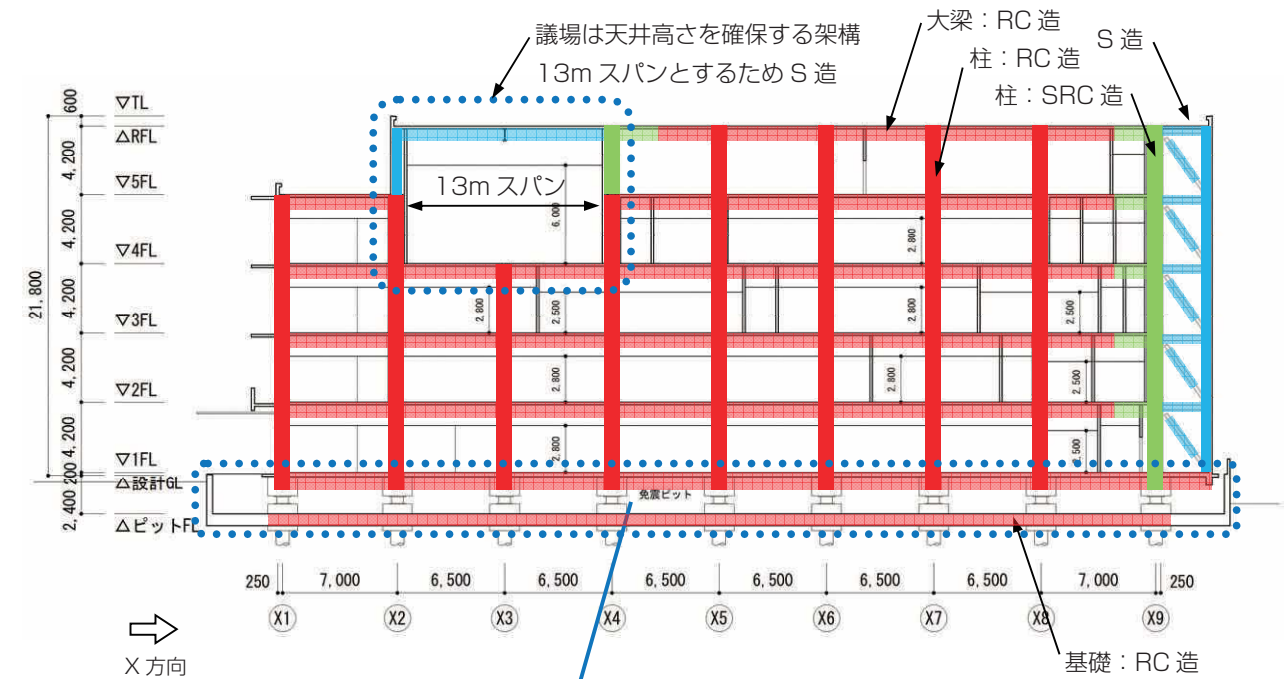 議場は天井高さを確保する架構
13m スパンとするため S 造
大梁：RC 造
柱：RC 造
柱：SRC 造
S 造
600
▽TL
△RFL
4,200
▽5FL
4,200
▽4FL
4,200
▽3FL
4,200
▽2FL
4,200
▽1FL
200
△設計GL
2,400
△ピットFL
21,800
13m スパン
6,000
2,800
2,800
2,500
2,800
2,500
2,800
2,800
2,500
2,800
2,500
免震ピット
250
7,000
6,500
6,500
6,500
6,500
6,500
6,500
7,000
250
X1
X2
X3
X4
X5
X6
X7
X8
X9
X 方向
基礎：RC 造